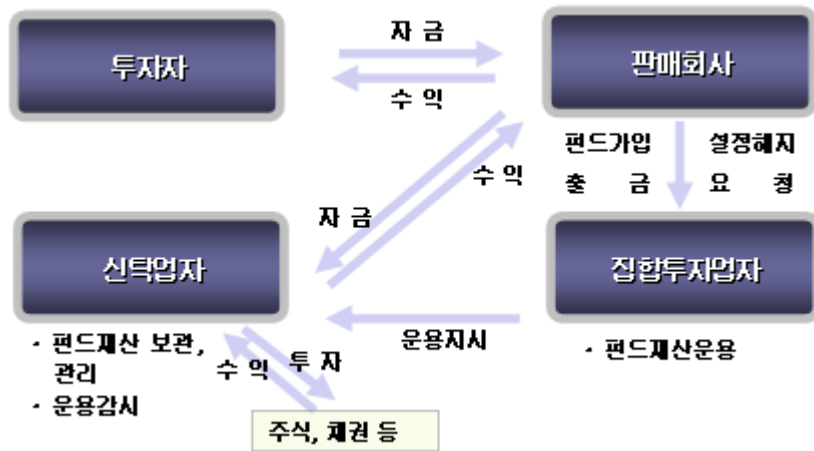 자 금
투자자
판매회사
수 익
펀드가입 설정해지
출 금 요 청
수 익
자 금
신탁업자
집합투자업자
운용지시
· 펀드재산 보관,
관리
· 운용감시
수 익
투 자
· 펀드재산운용
주식, 채권 등